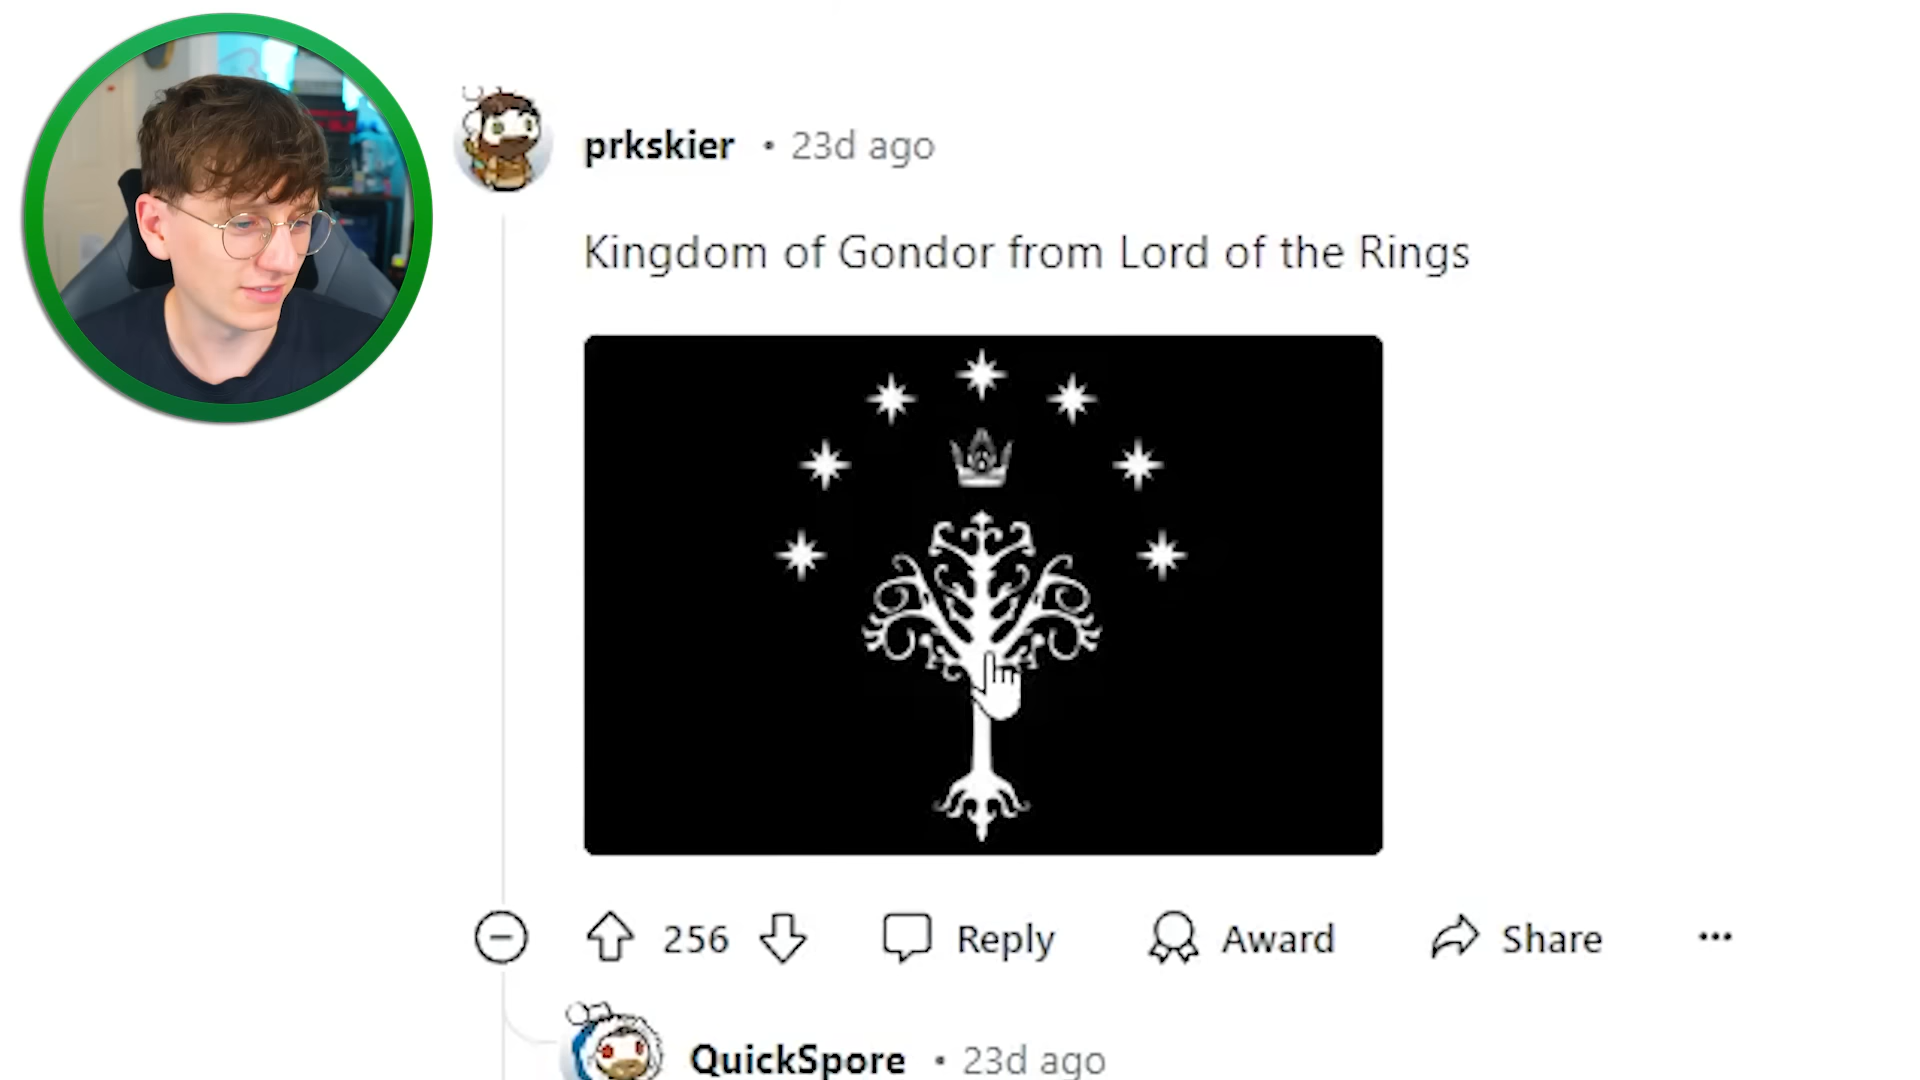 prkskier • 23d ago
Kingdom of Gondor from Lord of the Rings
256 Reply Award Share
QuickSpore • 23d ago